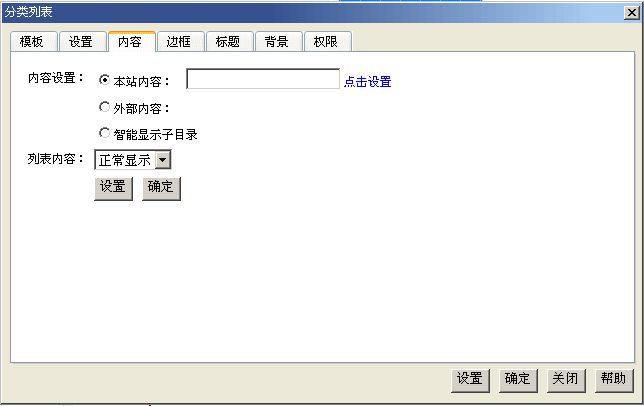 分类列表
模板 设置 内容 边框 标题 背景 权限
内容设置： 本站内容： 点击设置
外部内容：
智能显示子目录
列表内容： 正常显示
设置 确定
设置 确定 关闭 帮助